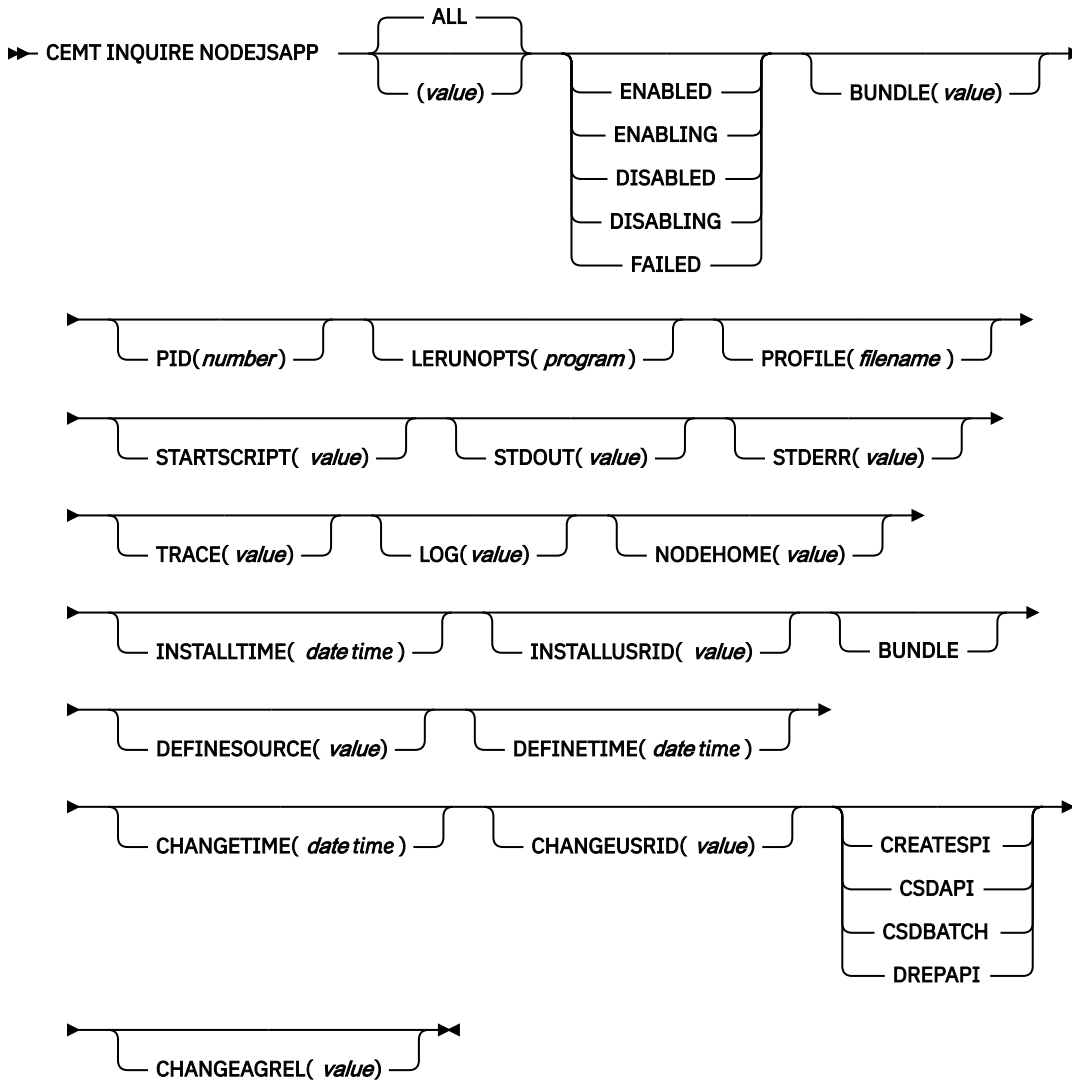 ALL
CEMT INQUIRE NODEJSAPP
(value)
ENABLED
BUNDLE( value)
ENABLING
DISABLED
DISABLING
FAILED
PID(number)
LERUNOPTS( program)
PROFILE( filename )
STARTSCRIPT( value)
STDOUT( value)
STDERR( value)
TRACE( value)
LOG(value)
NODEHOME( value)
INSTALLTIME( date time )
INSTALLUSRID( value)
BUNDLE
DEFINESOURCE( value)
DEFINETIME( date time )
CHANGETIME( date time )
CHANGEUSRID( value)
CREATESPI
CSDAPI
CSDBATCH
DREPAPI
CHANGEAGREL( value)